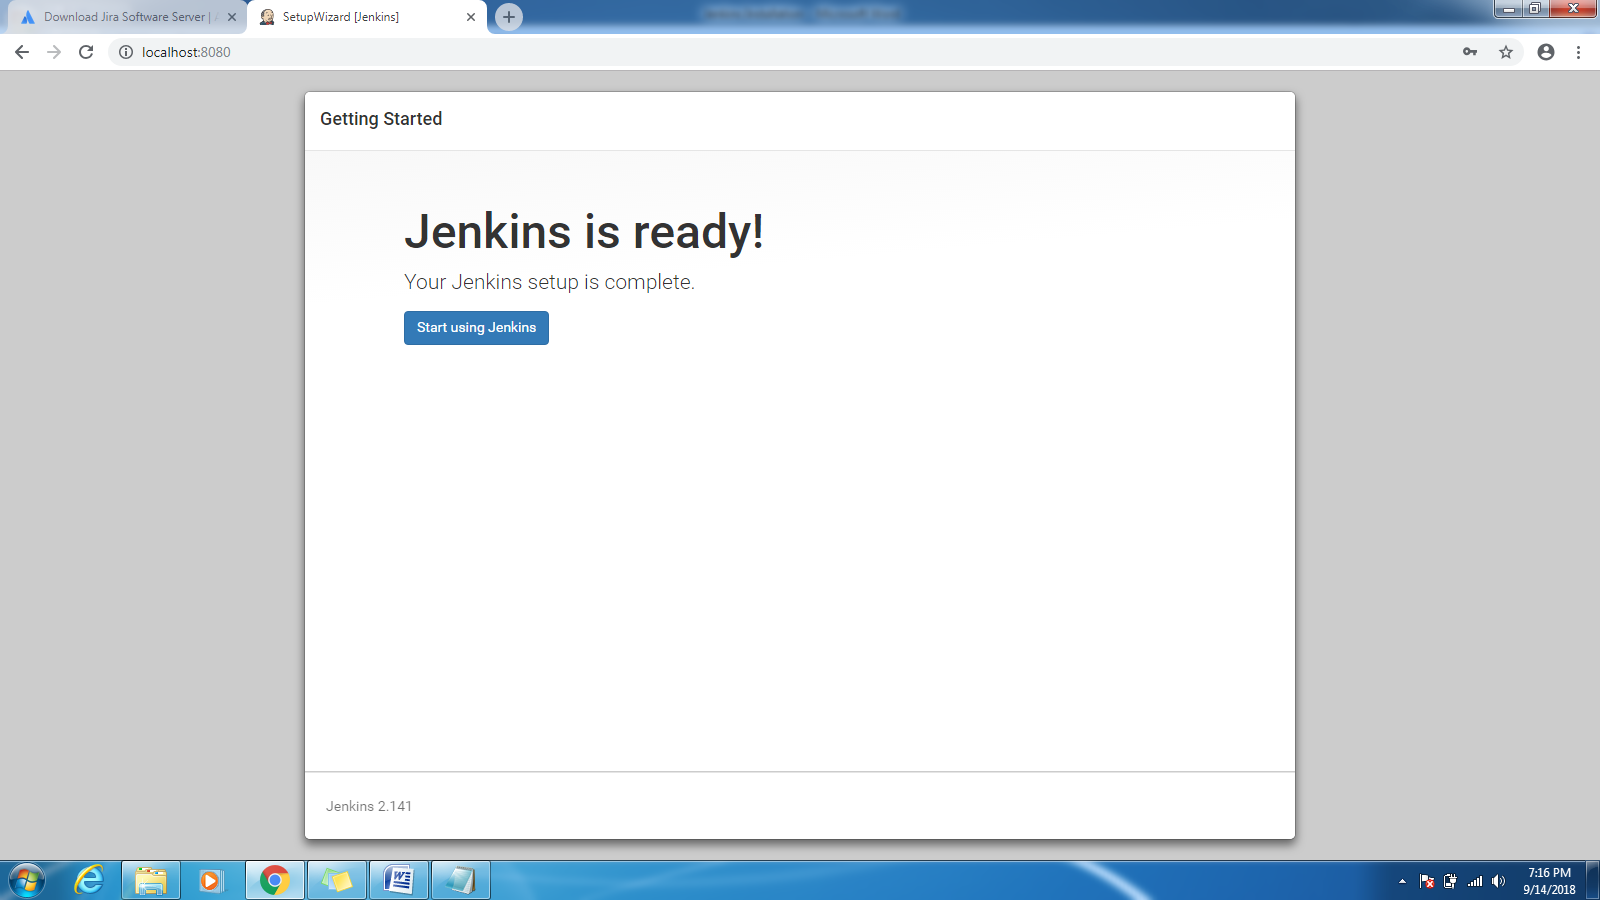 Download Jira Software Server |
SetupWizard [Jenkins]
localhost:8080
Getting Started
Jenkins is ready!
Your Jenkins setup is complete.
Start using Jenkins
Jenkins 2.141
7:16 PM
9/14/2018